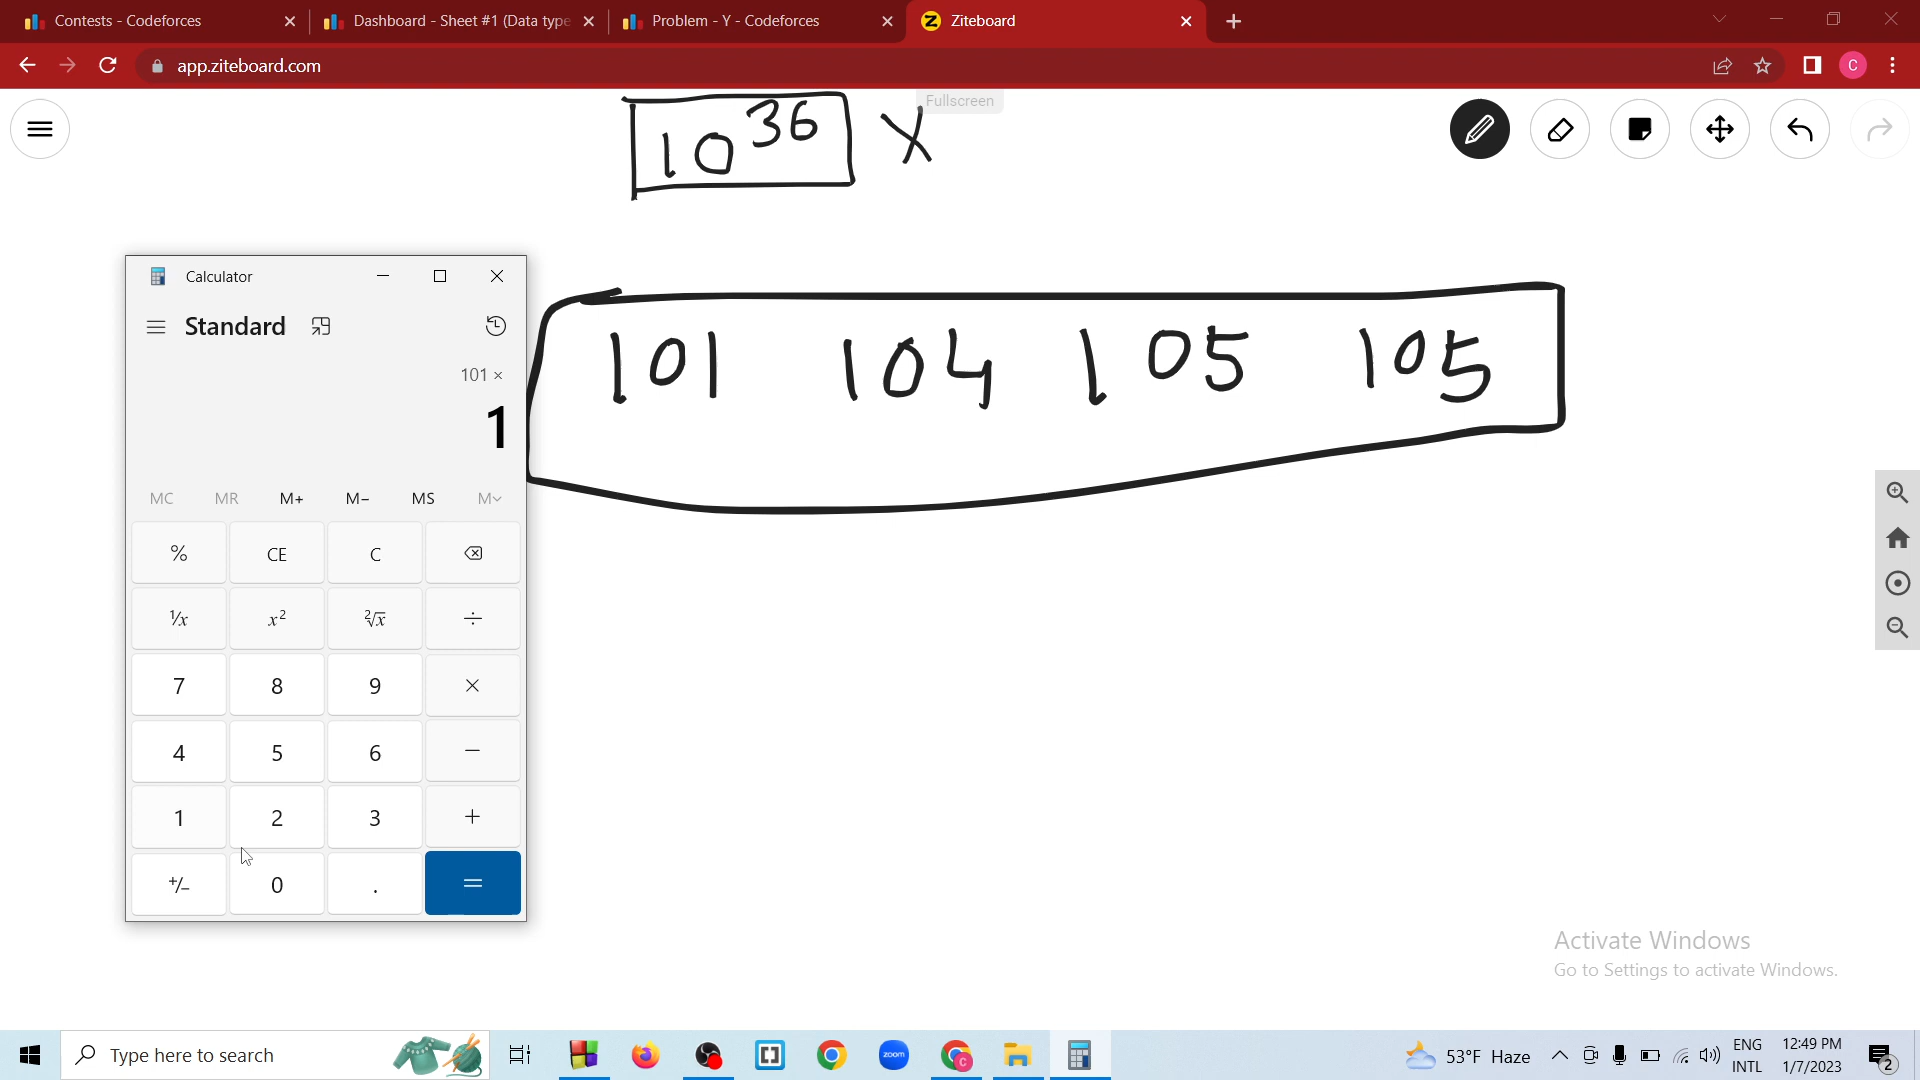 Contests - Codeforces
Dashboard - Sheet #1 (Data type
Problem - Y - Codeforces
Ziteboard
app.ziteboard.com
C
Fullscreen
10^36 X
Calculator
Standard
101 ×
1
MC MR M+ M− MS M
% CE C
¹/x x² ²√x ÷
7 8 9 ×
4 5 6 −
1 2 3 +
+/− 0 . =
101 104 105 105
Activate Windows
Go to Settings to activate Windows.
Type here to search
zoom
C
53°F Haze
ENG
INTL
12:49 PM
1/7/2023
2